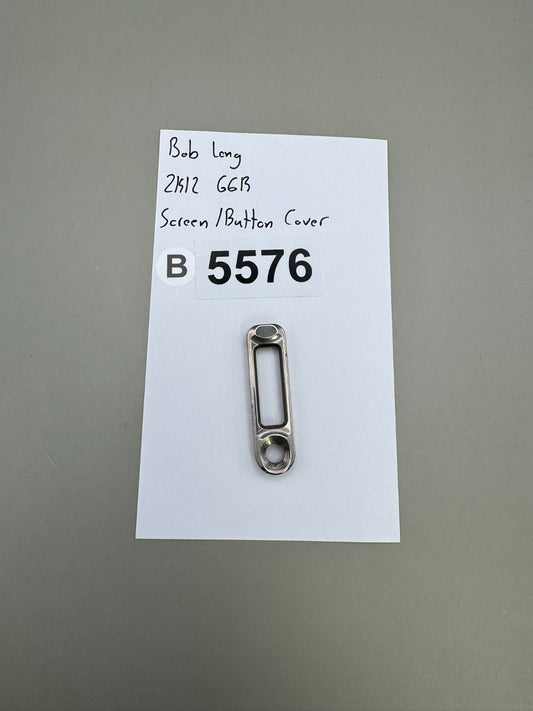 Bob Long
2K12 G6R
Screen/Button Cover
B 5576